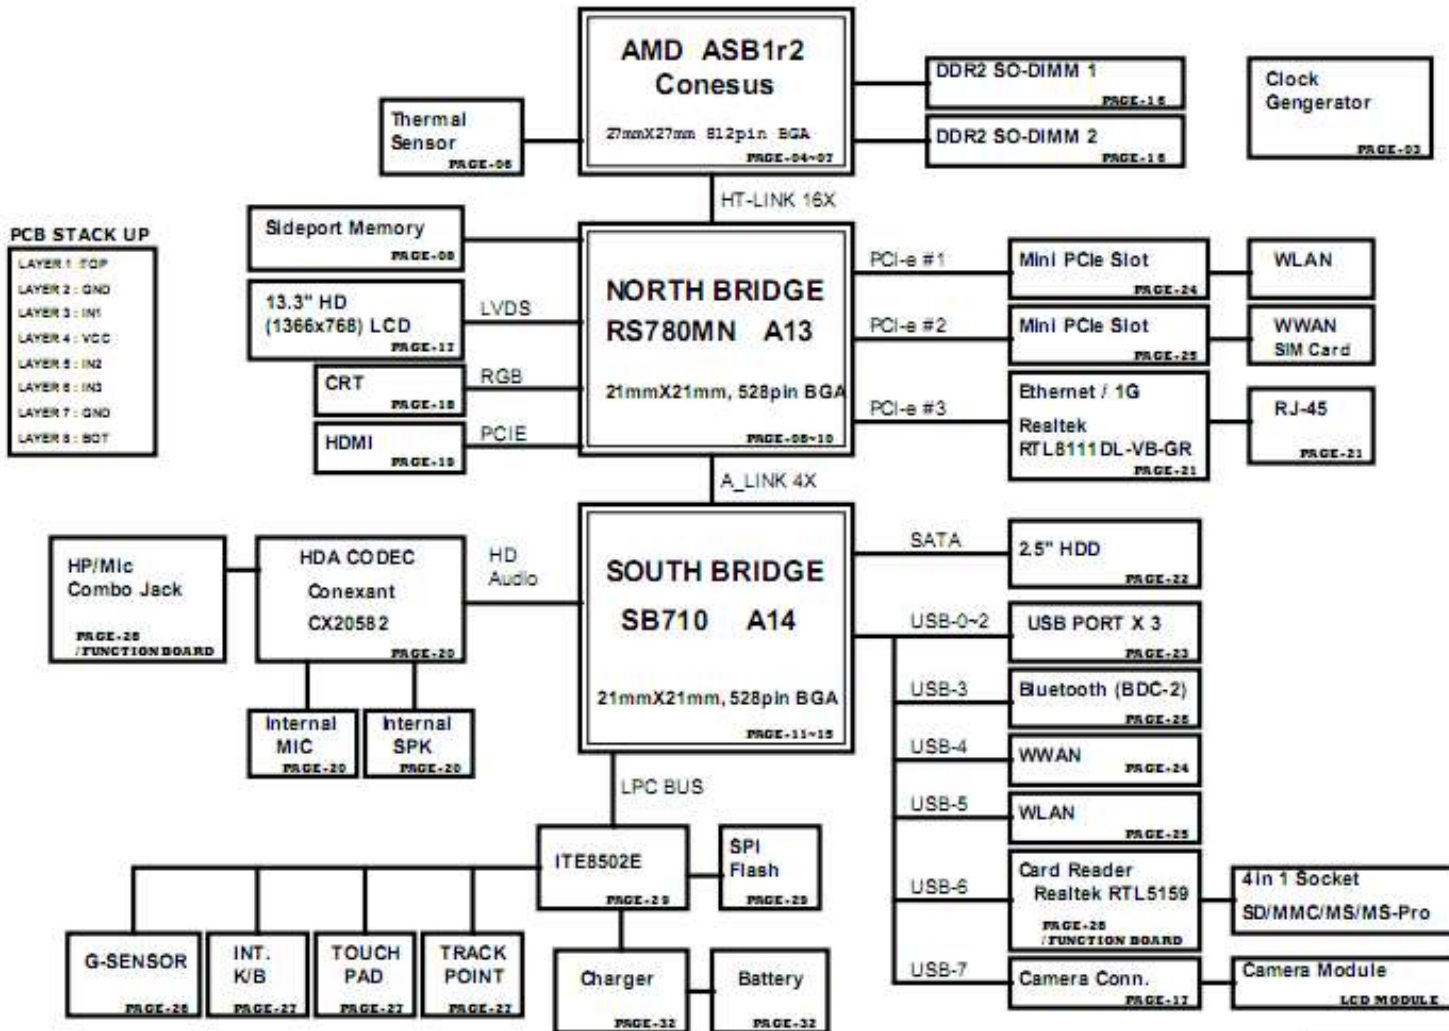 AMD ASB1r2
Conesus
27mmX27mm 812pin BGA
PAGE-04~07
DDR2 SO-DIMM 1
PAGE-16
DDR2 SO-DIMM 2
PAGE-16
Clock
Gengerator
PAGE-03
Thermal
Sensor
PAGE-06
HT-LINK 16X
PCB STACK UP
LAYER 1 :TOP
LAYER 2 : GND
LAYER 3 : IN1
LAYER 4 : VCC
LAYER 5 : IN2
LAYER 6 : IN3
LAYER 7 : GND
LAYER 8 : BOT
Sideport Memory
PAGE-08
13.3" HD
(1366x768) LCD
PAGE-17
LVDS
CRT
PAGE-18
RGB
HDMI
PAGE-19
PCIE
NORTH BRIDGE
RS780MN A13
21mmX21mm, 528pin BGA
PAGE-08~10
PCI-e #1
Mini PCIe Slot
PAGE-24
WLAN
PCI-e #2
Mini PCIe Slot
PAGE-25
WWAN
SIM Card
PCI-e #3
Ethernet / 1G
Realtek
RTL8111DL-VB-GR
PAGE-21
RJ-45
PAGE-21
A_LINK 4X
HP/Mic
Combo Jack
PAGE-28
/FUNCTION BOARD
HDA CODEC
Conexant
CX20582
PAGE-20
HD
Audio
Internal
MIC
PAGE-20
Internal
SPK
PAGE-20
SOUTH BRIDGE
SB710 A14
21mmX21mm, 528pin BGA
PAGE-11~15
SATA
2.5" HDD
PAGE-22
USB-0~2
USB PORT X 3
PAGE-23
USB-3
Bluetooth (BDC-2)
PAGE-26
USB-4
WWAN
PAGE-24
USB-5
WLAN
PAGE-25
USB-6
Card Reader
Realtek RTL5159
PAGE-28
/FUNCTION BOARD
4 in 1 Socket
SD/MMC/MS/MS-Pro
USB-7
Camera Conn.
PAGE-17
Camera Module
LCD MODULE
LPC BUS
ITE8502E
PAGE-29
SPI
Flash
PAGE-29
G-SENSOR
PAGE-26
INT.
K/B
PAGE-27
TOUCH
PAD
PAGE-27
TRACK
POINT
PAGE-27
Charger
PAGE-32
Battery
PAGE-32